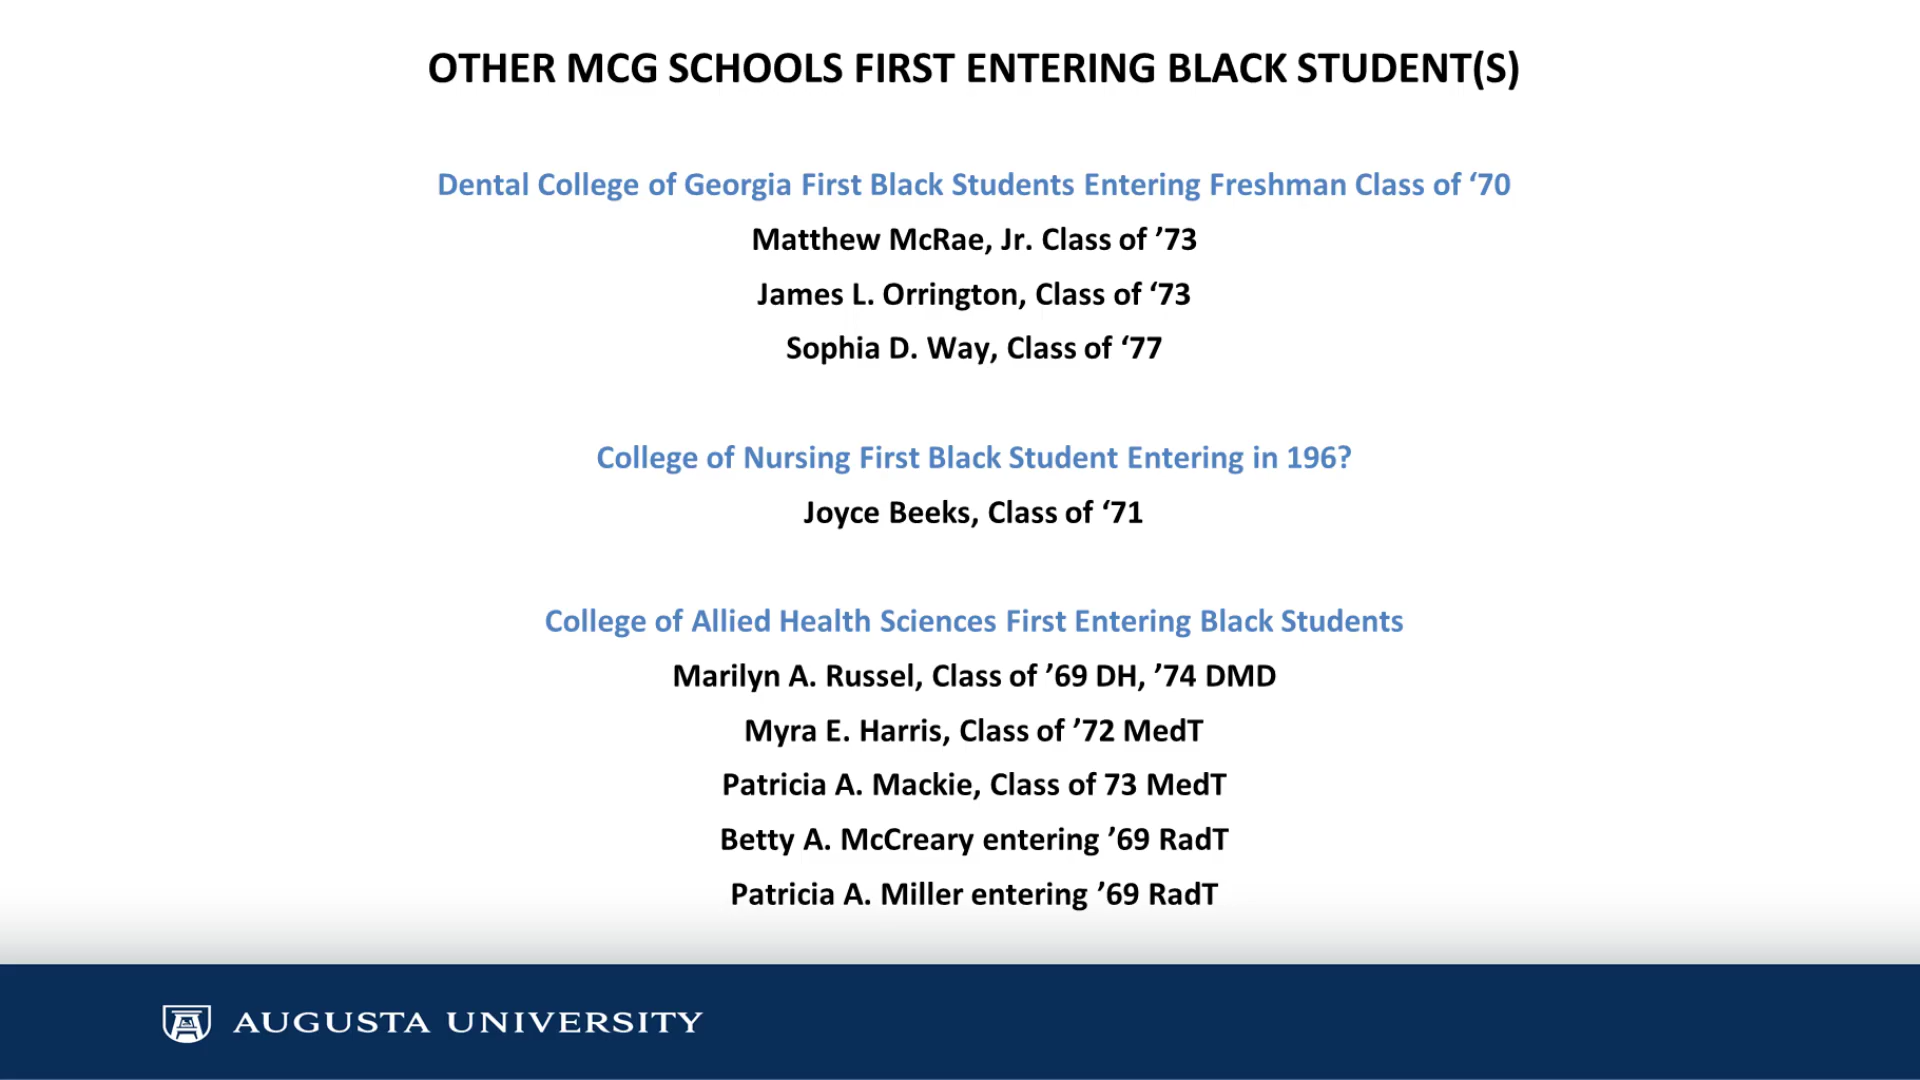 OTHER MCG SCHOOLS FIRST ENTERING BLACK STUDENT(S)
Dental College of Georgia First Black Students Entering Freshman Class of ‘70
Matthew McRae, Jr. Class of ’73
James L. Orrington, Class of ‘73
Sophia D. Way, Class of ‘77
College of Nursing First Black Student Entering in 196?
Joyce Beeks, Class of ‘71
College of Allied Health Sciences First Entering Black Students
Marilyn A. Russel, Class of ’69 DH, ’74 DMD
Myra E. Harris, Class of ’72 MedT
Patricia A. Mackie, Class of 73 MedT
Betty A. McCreary entering ’69 RadT
Patricia A. Miller entering ’69 RadT
AUGUSTA UNIVERSITY